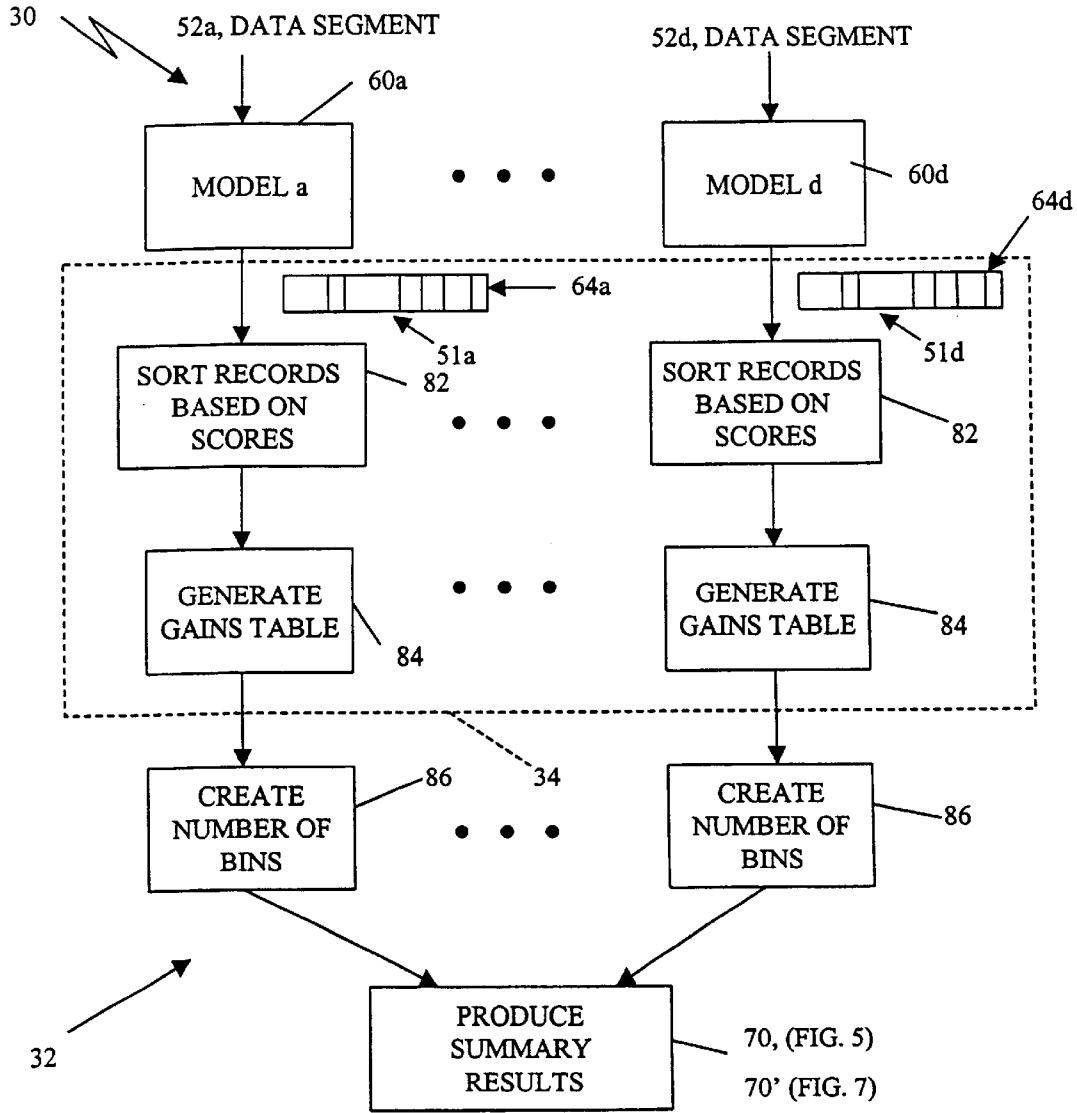 30
52a, DATA SEGMENT
52d, DATA SEGMENT
60a
MODEL a
MODEL d
60d
64d
64a
51a
51d
SORT RECORDS
BASED ON
SCORES
82
SORT RECORDS
BASED ON
SCORES
82
GENERATE
GAINS TABLE
84
GENERATE
GAINS TABLE
84
34
CREATE
NUMBER OF
BINS
86
CREATE
NUMBER OF
BINS
86
32
PRODUCE
SUMMARY
RESULTS
70, (FIG. 5)
70' (FIG. 7)